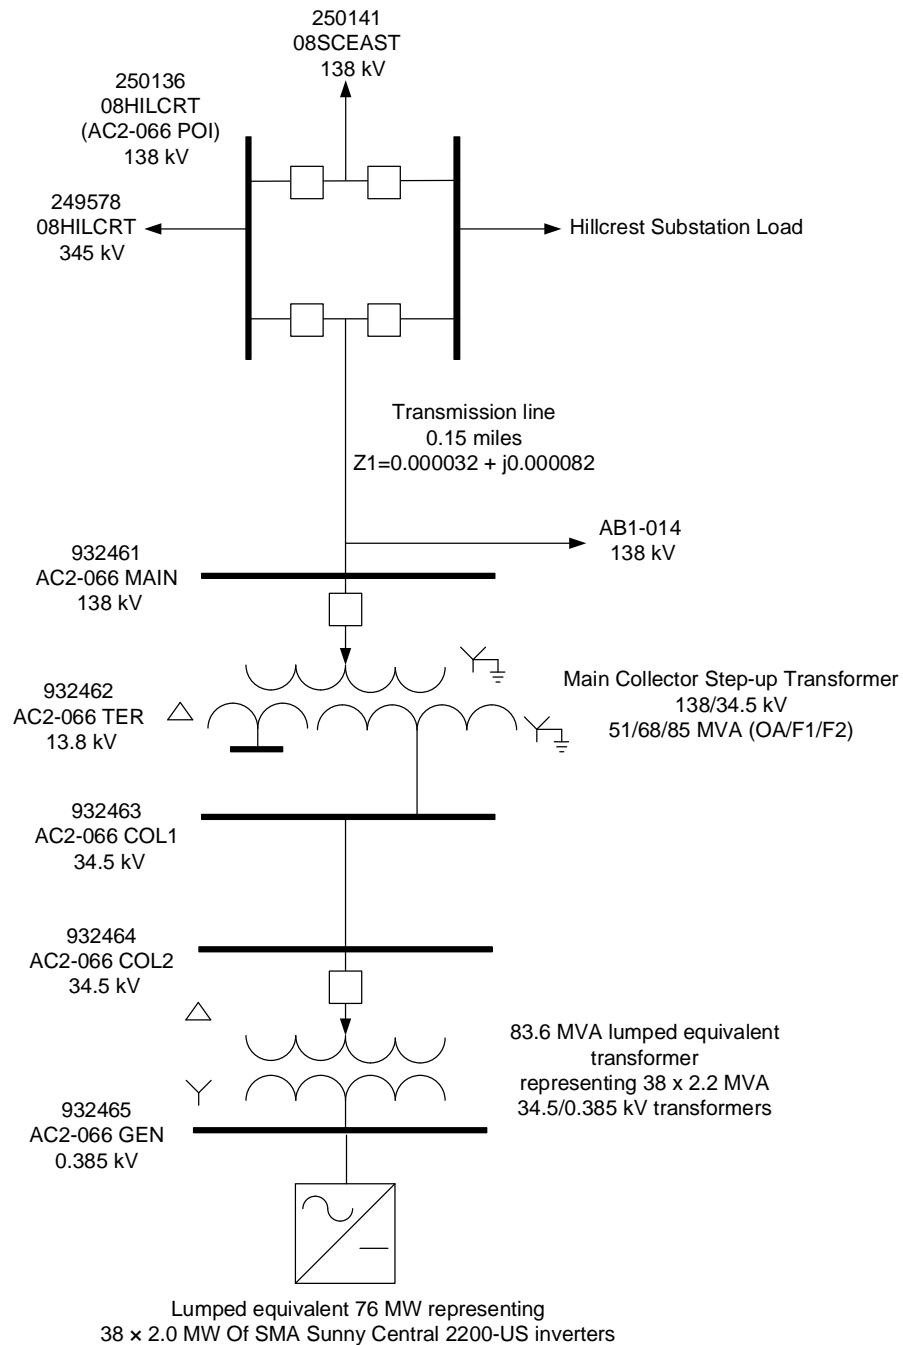 250141
08SCEAST
138 kV
250136
08HILCRT
(AC2-066 POI)
138 kV
249578
08HILCRT
345 kV
Hillcrest Substation Load
Transmission line
0.15 miles
Z1=0.000032 + j0.000082
AB1-014
138 kV
932461
AC2-066 MAIN
138 kV
932462
AC2-066 TER
13.8 kV
Main Collector Step-up Transformer
138/34.5 kV
51/68/85 MVA (OA/F1/F2)
932463
AC2-066 COL1
34.5 kV
932464
AC2-066 COL2
34.5 kV
83.6 MVA lumped equivalent
transformer
representing 38 x 2.2 MVA
34.5/0.385 kV transformers
932465
AC2-066 GEN
0.385 kV
Lumped equivalent 76 MW representing
38 × 2.0 MW Of SMA Sunny Central 2200-US inverters